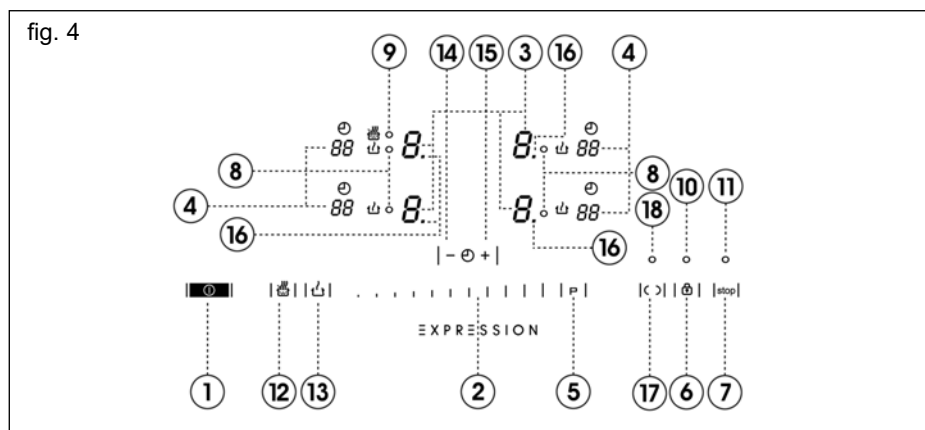 fig. 4
9 14 15 3 16 4
88 8. 8. 88
8 8 10 11
4 88 8. 8. 88 18
16 16
− +
P stop
EXPRESSION
1 12 13 2 5 17 6 7